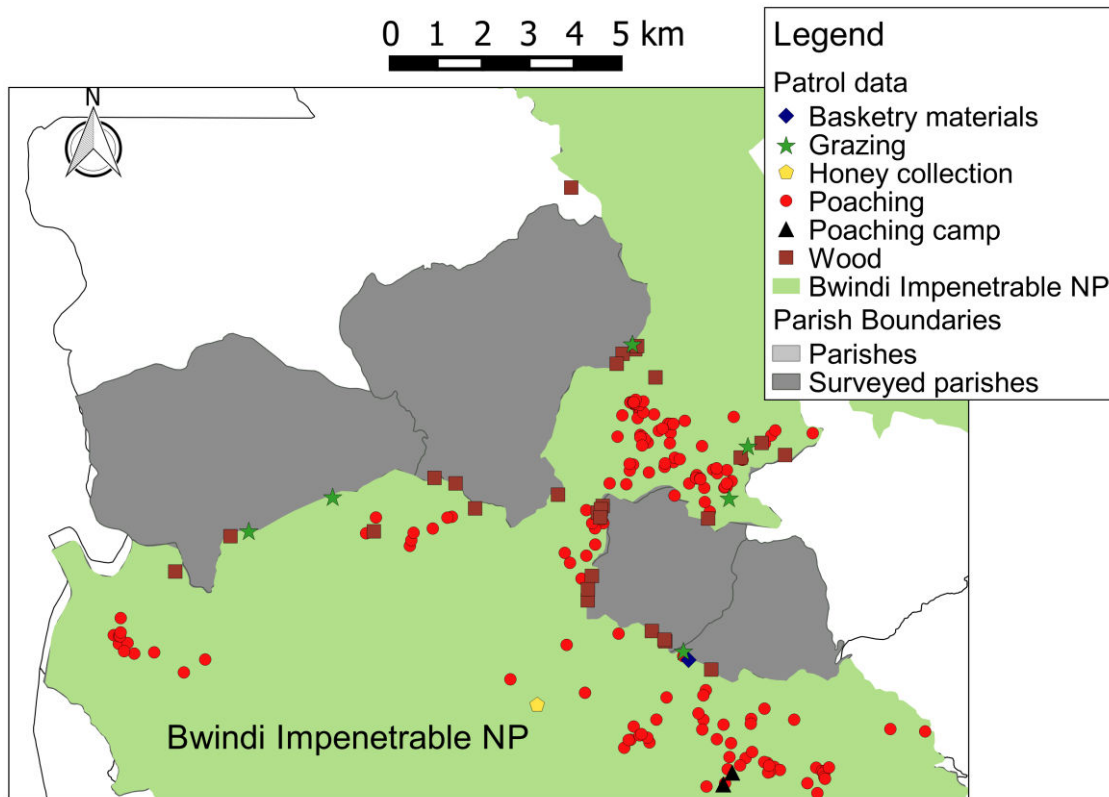 0 1 2 3 4 5 km
N
Legend
Patrol data
Basketry materials
Grazing
Honey collection
Poaching
Poaching camp
Wood
Bwindi Impenetrable NP
Parish Boundaries
Parishes
Surveyed parishes
Bwindi Impenetrable NP